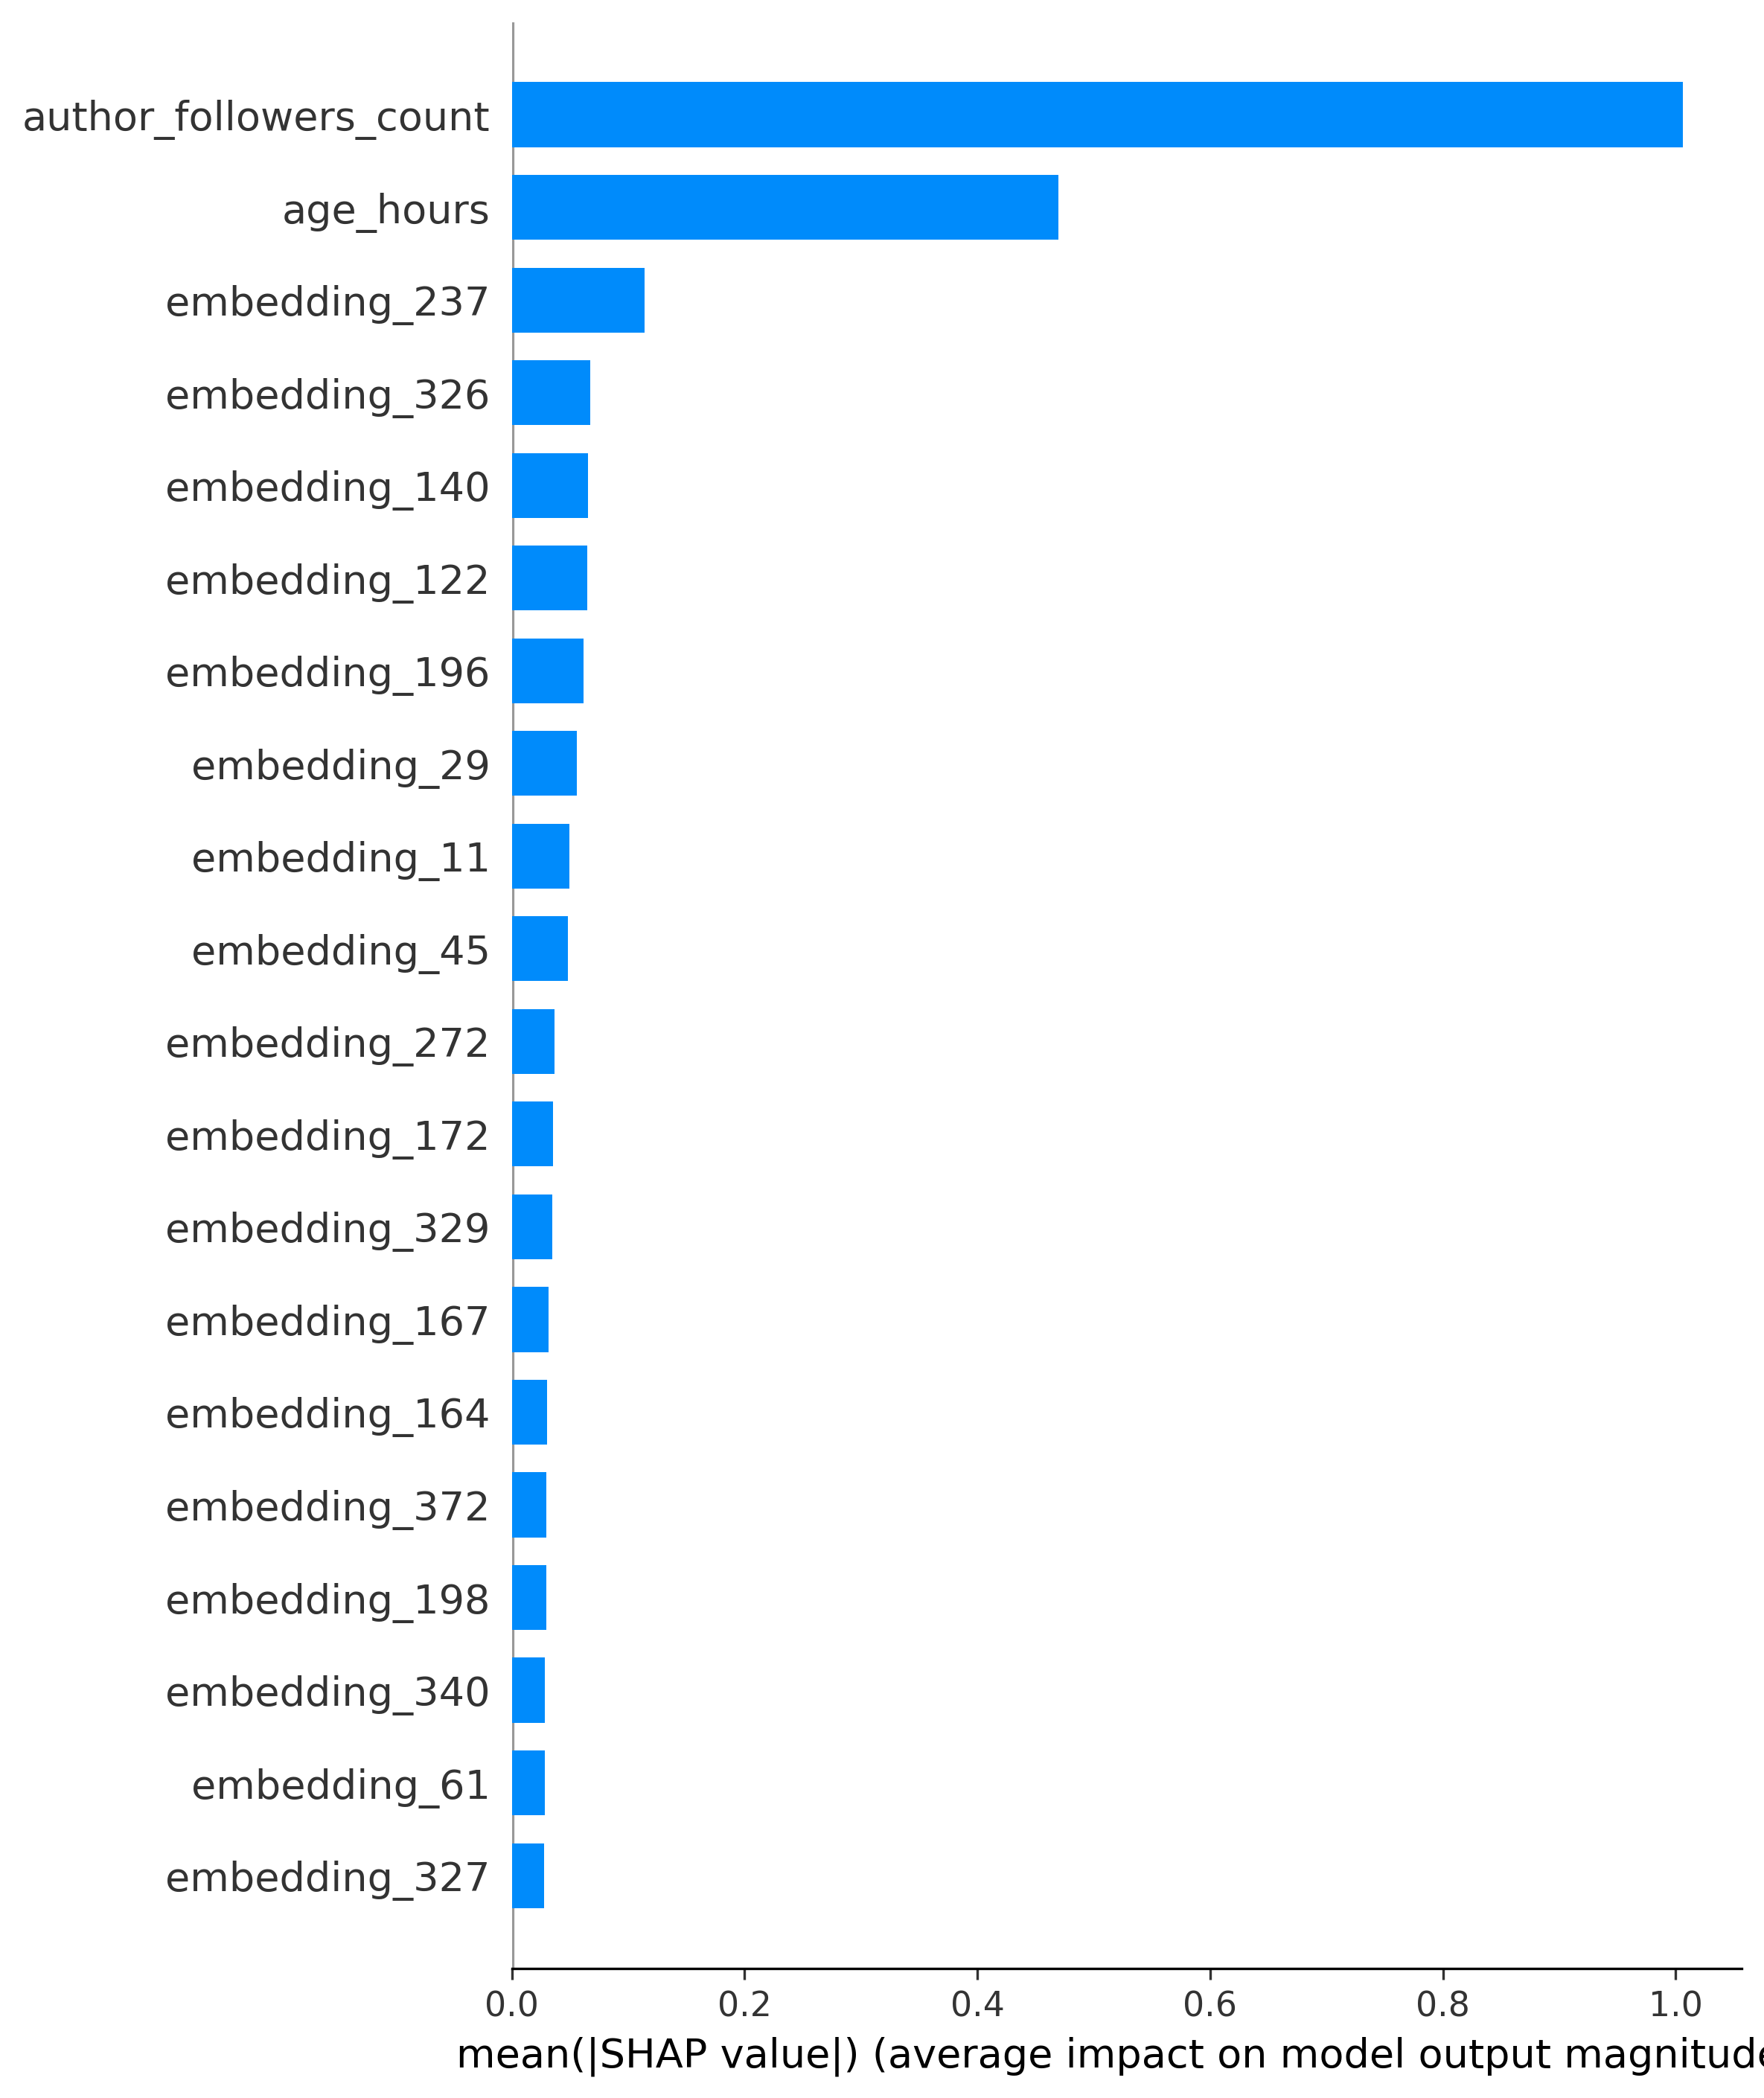 author_followers_count
age_hours
embedding_237
embedding_326
embedding_140
embedding_122
embedding_196
embedding_29
embedding_11
embedding_45
embedding_272
embedding_172
embedding_329
embedding_167
embedding_164
embedding_372
embedding_198
embedding_340
embedding_61
embedding_327
0.0 0.2 0.4 0.6 0.8 1.0
mean(|SHAP value|) (average impact on model output magnitude